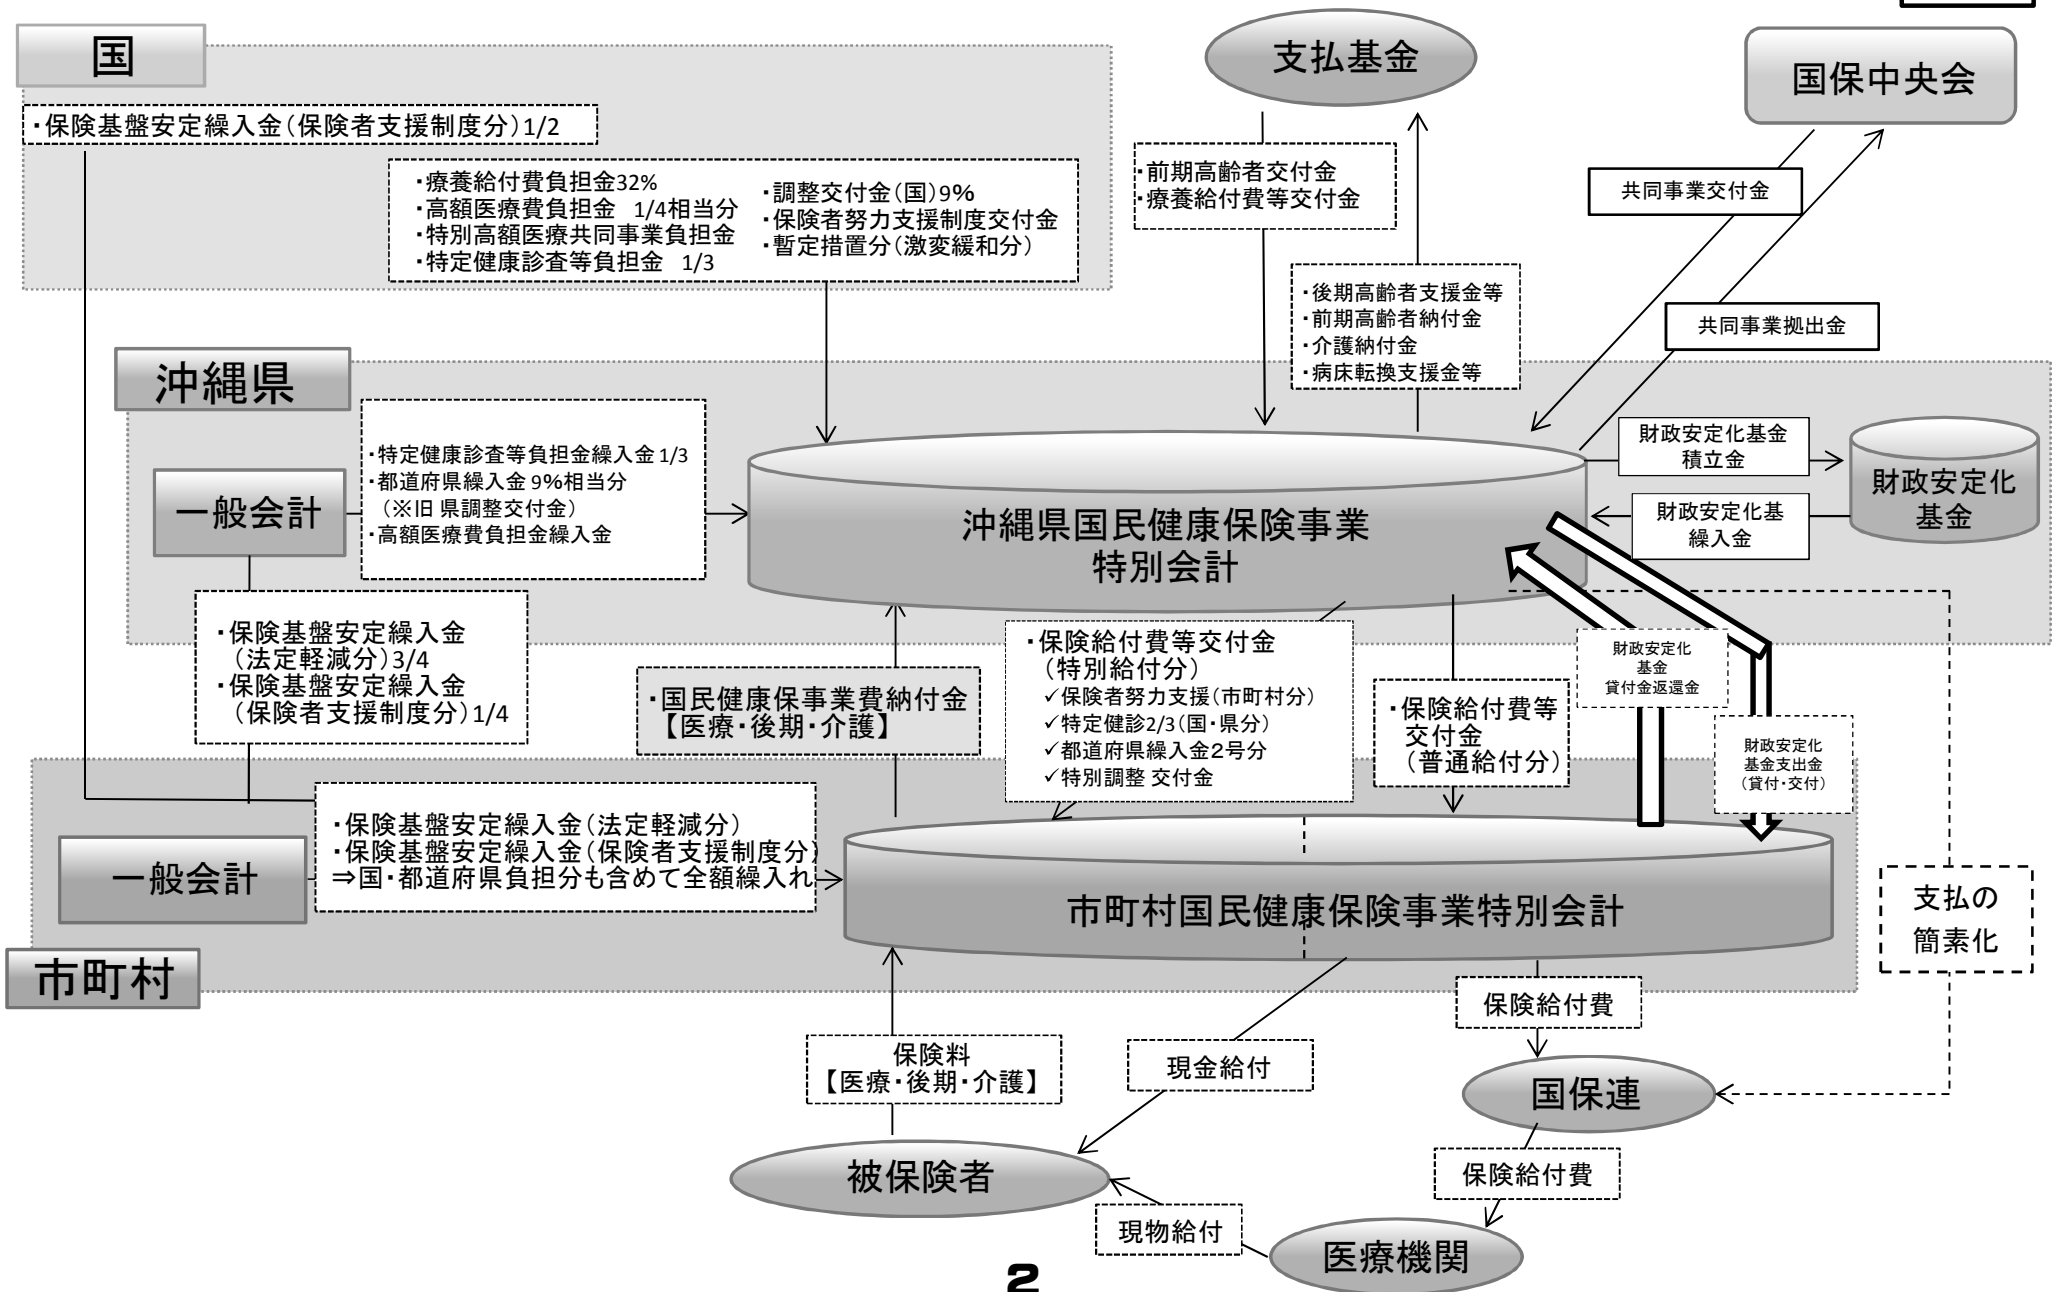 国
・保険基盤安定繰入金（保険者支援制度分）1/2
・療養給付費負担金32%
・高額医療費負担金　1/4相当分
・特別高額医療共同事業負担金
・特定健康診査等負担金　1/3
・調整交付金（国）9%
・保険者努力支援制度交付金
・暫定措置分（激変緩和分）
支払基金
国保中央会
・前期高齢者交付金
・療養給付費等交付金
共同事業交付金
・後期高齢者支援金等
・前期高齢者納付金
・介護納付金
・病床転換支援金等
共同事業拠出金
沖縄県
一般会計
・特定健康診査等負担金繰入金 1/3
・都道府県繰入金 9%相当分
（※旧 県調整交付金）
・高額医療費負担金繰入金
沖縄県国民健康保険事業
特別会計
財政安定化基金
積立金
財政安定化基
繰入金
財政安定化
基金
・保険基盤安定繰入金
（法定軽減分）3/4
・保険基盤安定繰入金
（保険者支援制度分）1/4
・国民健康保事業費納付金
【医療・後期・介護】
・保険給付費等交付金
（特別給付分）
✓保険者努力支援（市町村分）
✓特定健診2/3（国・県分）
✓都道府県繰入金２号分
✓特別調整 交付金
・保険給付費等
交付金
（普通給付分）
財政安定化
基金
貸付金返還金
財政安定化
基金支出金
（貸付・交付）
一般会計
・保険基盤安定繰入金（法定軽減分）
・保険基盤安定繰入金（保険者支援制度分）
⇒国・都道府県負担分も含めて全額繰入れ
市町村国民健康保険事業特別会計
支払の
簡素化
市町村
保険料
【医療・後期・介護】
現金給付
保険給付費
国保連
被保険者
保険給付費
現物給付
医療機関
2